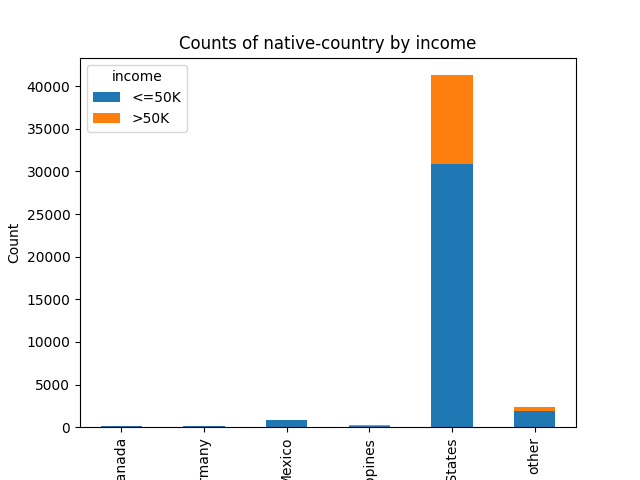 Counts of native-country by income
income
<=50K
>50K
40000
35000
30000
25000
20000
15000
10000
5000
0
Count
anada
rmany
Mexico
ppines
States
other